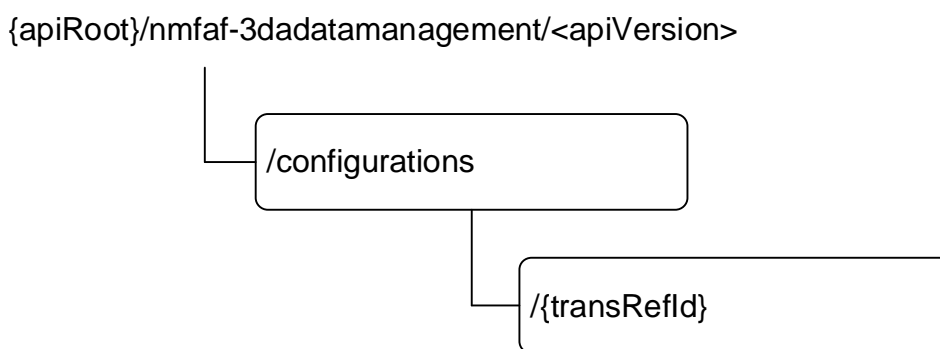 {apiRoot}/nmfaf-3dadatamanagement/<apiVersion>
/configurations
/{transRefId}